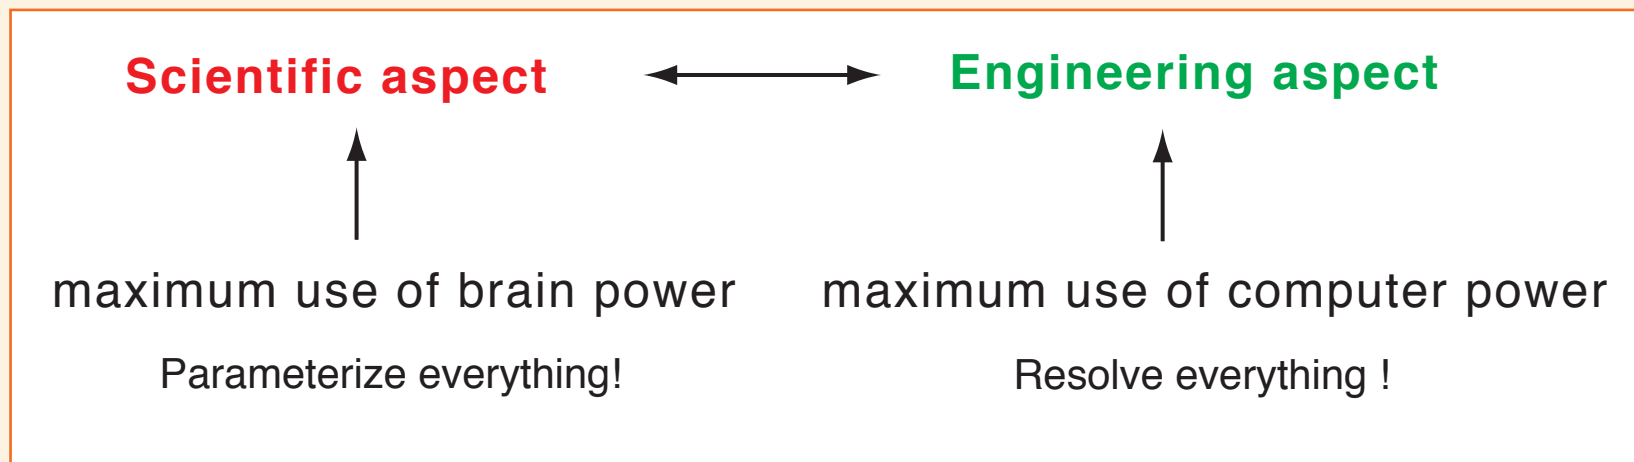 Scientific aspect
Engineering aspect
maximum use of brain power
maximum use of computer power
Parameterize everything!
Resolve everything !